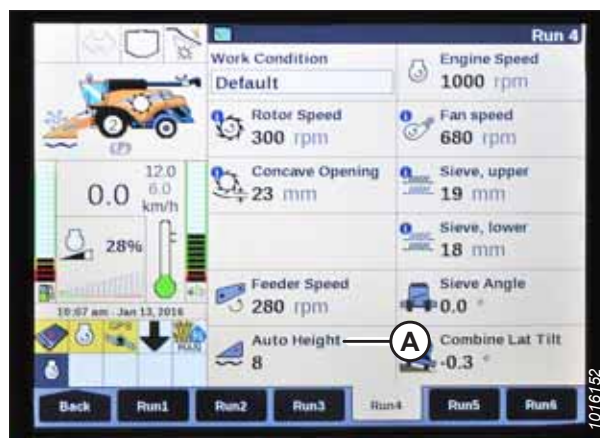 Run 4
Work Condition
Default
Engine Speed
1000 rpm
Rotor Speed
300 rpm
Fan speed
680 rpm
Concave Opening
23 mm
Sieve, upper
19 mm
Sieve, lower
18 mm
Feeder Speed
280 rpm
Sieve Angle
0.0 °
Auto Height
8
A
Combine Lat Tilt
-0.3 °
2
(P)
0.0
12.0
6.0
km/h
28%
10:07 am Jan 13, 2016
GPS
MAN
Back
Run1
Run2
Run3
Run4
Run5
Run6
1016152